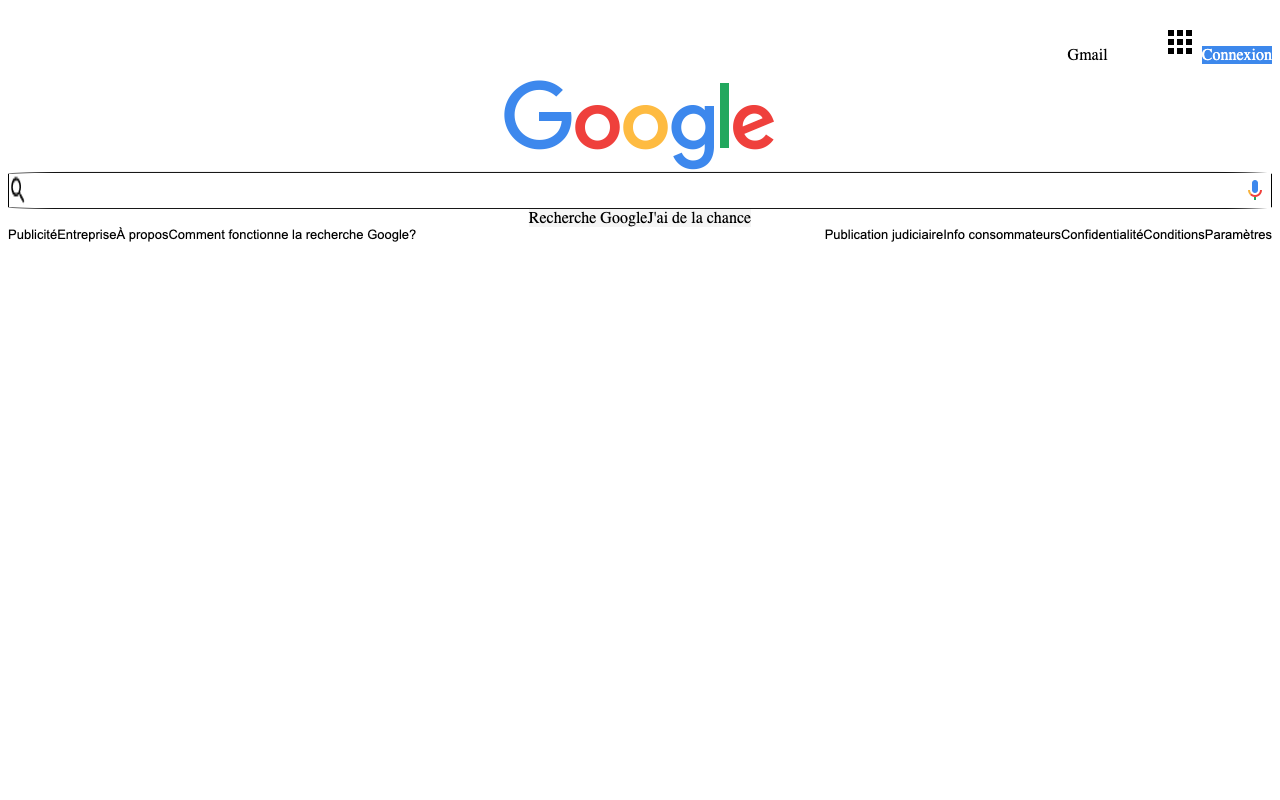 Gmail Connexion
Google
Recherche GoogleJ'ai de la chance
PublicitéEntrepriseÀ proposComment fonctionne la recherche Google? Publication judiciaireInfo consommateursConfidentialitéConditionsParamètres